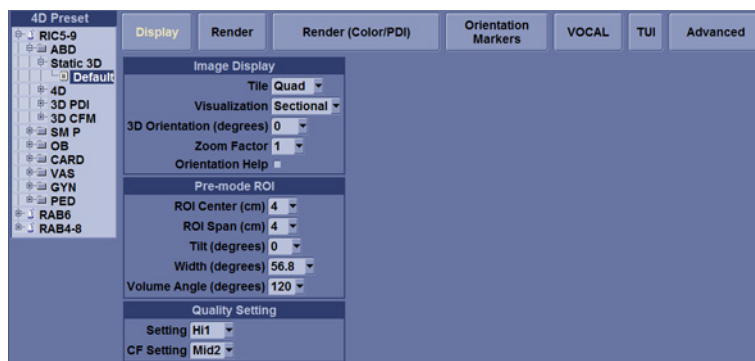 4D Preset
RIC5-9
ABD
Static 3D
Default
4D
3D PDI
3D CFM
SM P
OB
CARD
VAS
GYN
PED
RAB6
RAB4-8
Display Render Render (Color/PDI) Orientation Markers VOCAL TUI Advanced
Image Display
Tile Quad
Visualization Sectional
3D Orientation (degrees) 0
Zoom Factor 1
Orientation Help
Pre-mode ROI
ROI Center (cm) 4
ROI Span (cm) 4
Tilt (degrees) 0
Width (degrees) 56.8
Volume Angle (degrees) 120
Quality Setting
Setting Hi1
CF Setting Mid2